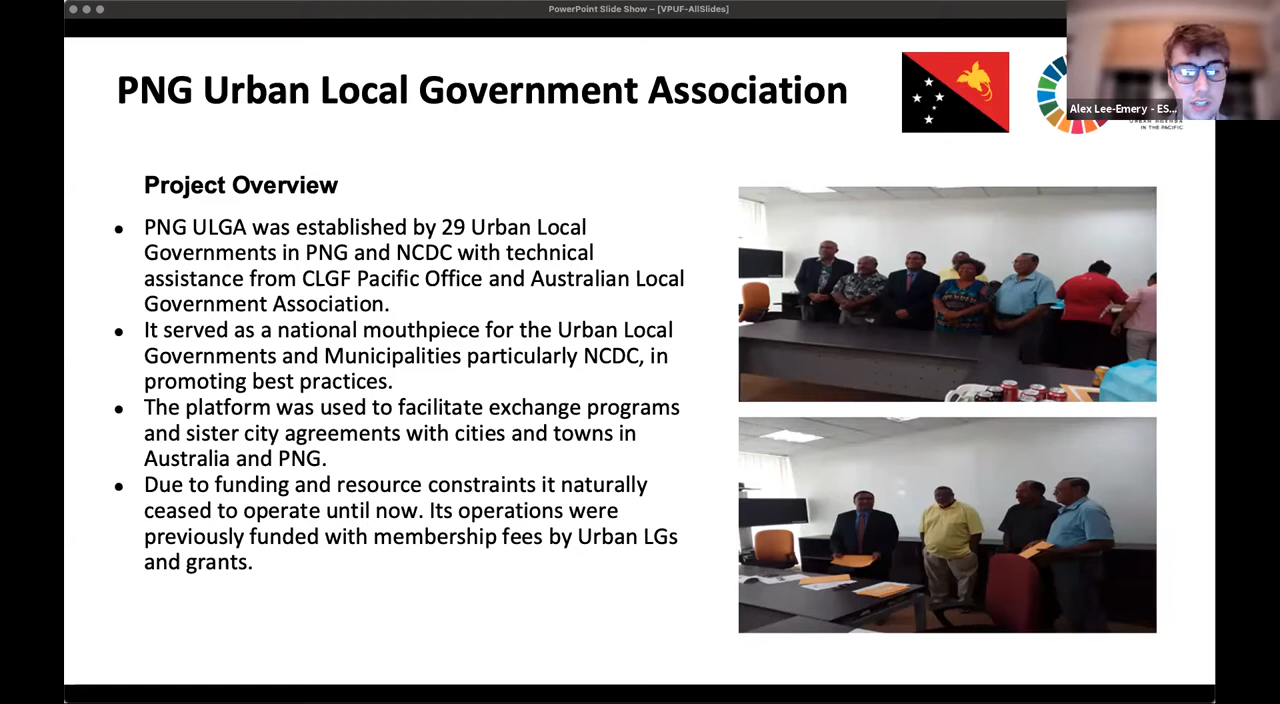 PowerPoint Slide Show – [VPUF-AllSlides]
PNG Urban Local Government Association
Alex Lee-Emery - ES...
URBAN AGENDA
IN THE PACIFIC
Project Overview
• PNG ULGA was established by 29 Urban Local
Governments in PNG and NCDC with technical
assistance from CLGF Pacific Office and Australian Local
Government Association.
• It served as a national mouthpiece for the Urban Local
Governments and Municipalities particularly NCDC, in
promoting best practices.
• The platform was used to facilitate exchange programs
and sister city agreements with cities and towns in
Australia and PNG.
• Due to funding and resource constraints it naturally
ceased to operate until now. Its operations were
previously funded with membership fees by Urban LGs
and grants.